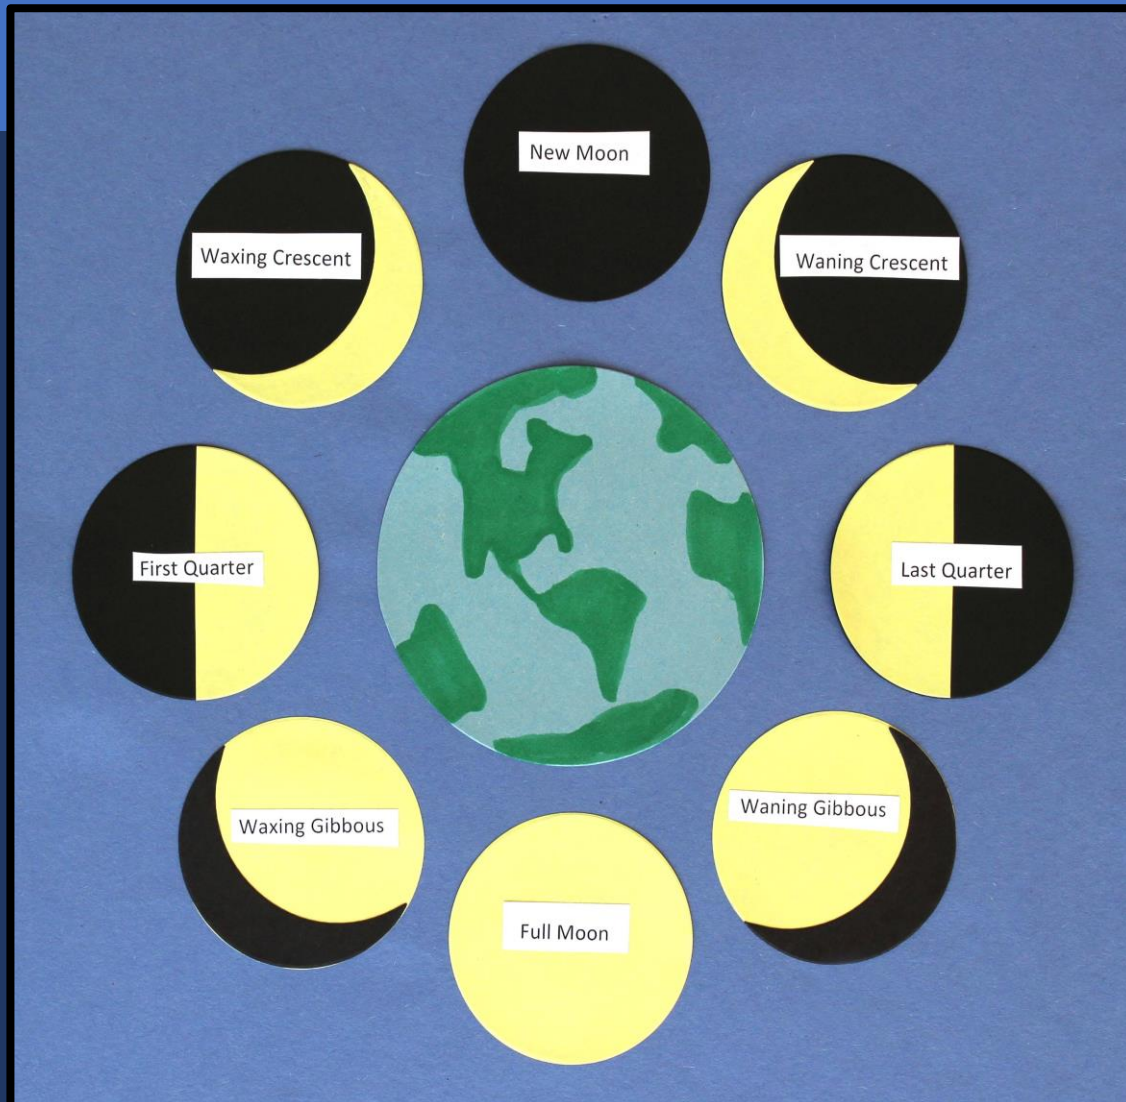 New Moon
Waxing Crescent
Waning Crescent
First Quarter
Last Quarter
Waxing Gibbous
Waning Gibbous
Full Moon